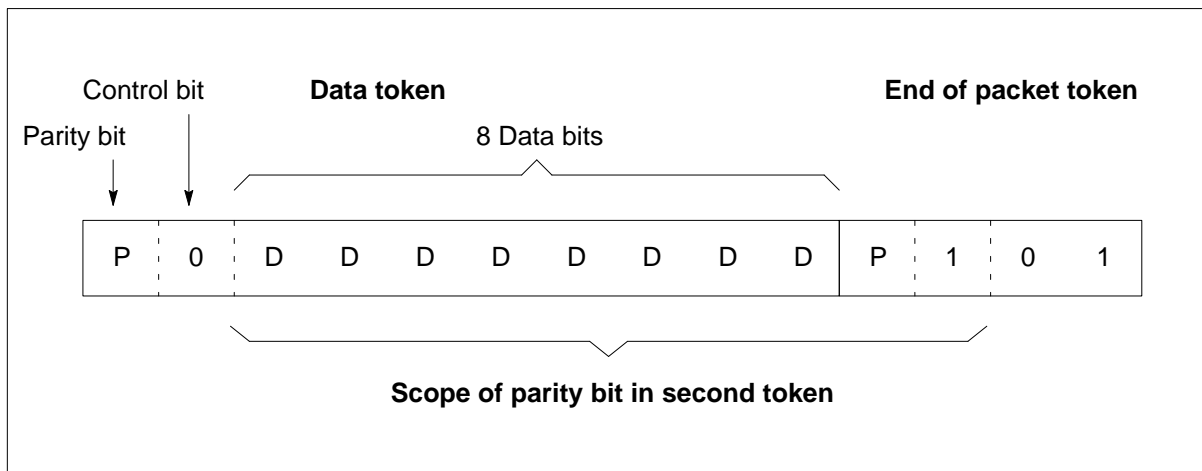 Control bit Data token End of packet token
Parity bit 8 Data bits
P 0 D D D D D D D D P 1 0 1
Scope of parity bit in second token